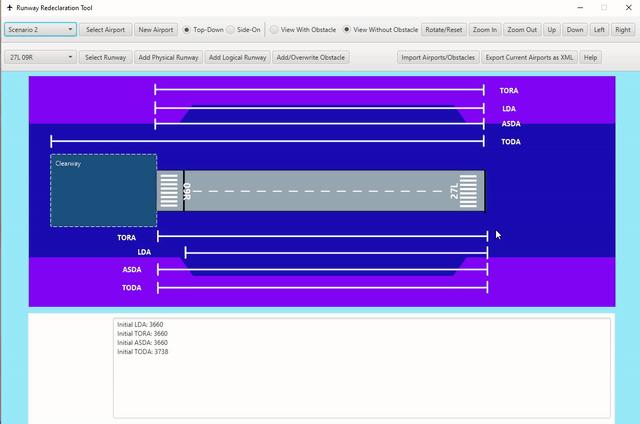 Runway Redeclaration Tool
Scenario 2 Select Airport New Airport Top-Down Side-On View With Obstacle View Without Obstacle Rotate/Reset Zoom In Zoom Out Up Down Left Right
27L 09R Select Runway Add Physical Runway Add Logical Runway Add/Overwrite Obstacle Import Airports/Obstacles Export Current Airports as XML Help
TORA
LDA
ASDA
TODA
Clearway
09R 27L
TORA
LDA
ASDA
TODA
Initial LDA: 3660
Initial TORA: 3660
Initial ASDA: 3660
Initial TODA: 3738